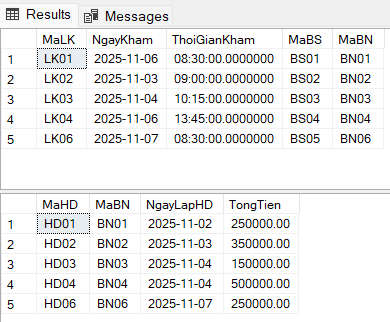 Results Messages
MaLK NgayKham ThoiGianKham MaBS MaBN
1 LK01 2025-11-06 08:30:00.0000000 BS01 BN01
2 LK02 2025-11-03 09:00:00.0000000 BS02 BN02
3 LK03 2025-11-04 10:15:00.0000000 BS03 BN03
4 LK04 2025-11-06 13:45:00.0000000 BS04 BN04
5 LK06 2025-11-07 08:30:00.0000000 BS05 BN06
MaHD MaBN NgayLapHD TongTien
1 HD01 BN01 2025-11-02 250000.00
2 HD02 BN02 2025-11-03 350000.00
3 HD03 BN03 2025-11-04 150000.00
4 HD04 BN04 2025-11-04 500000.00
5 HD06 BN06 2025-11-07 250000.00